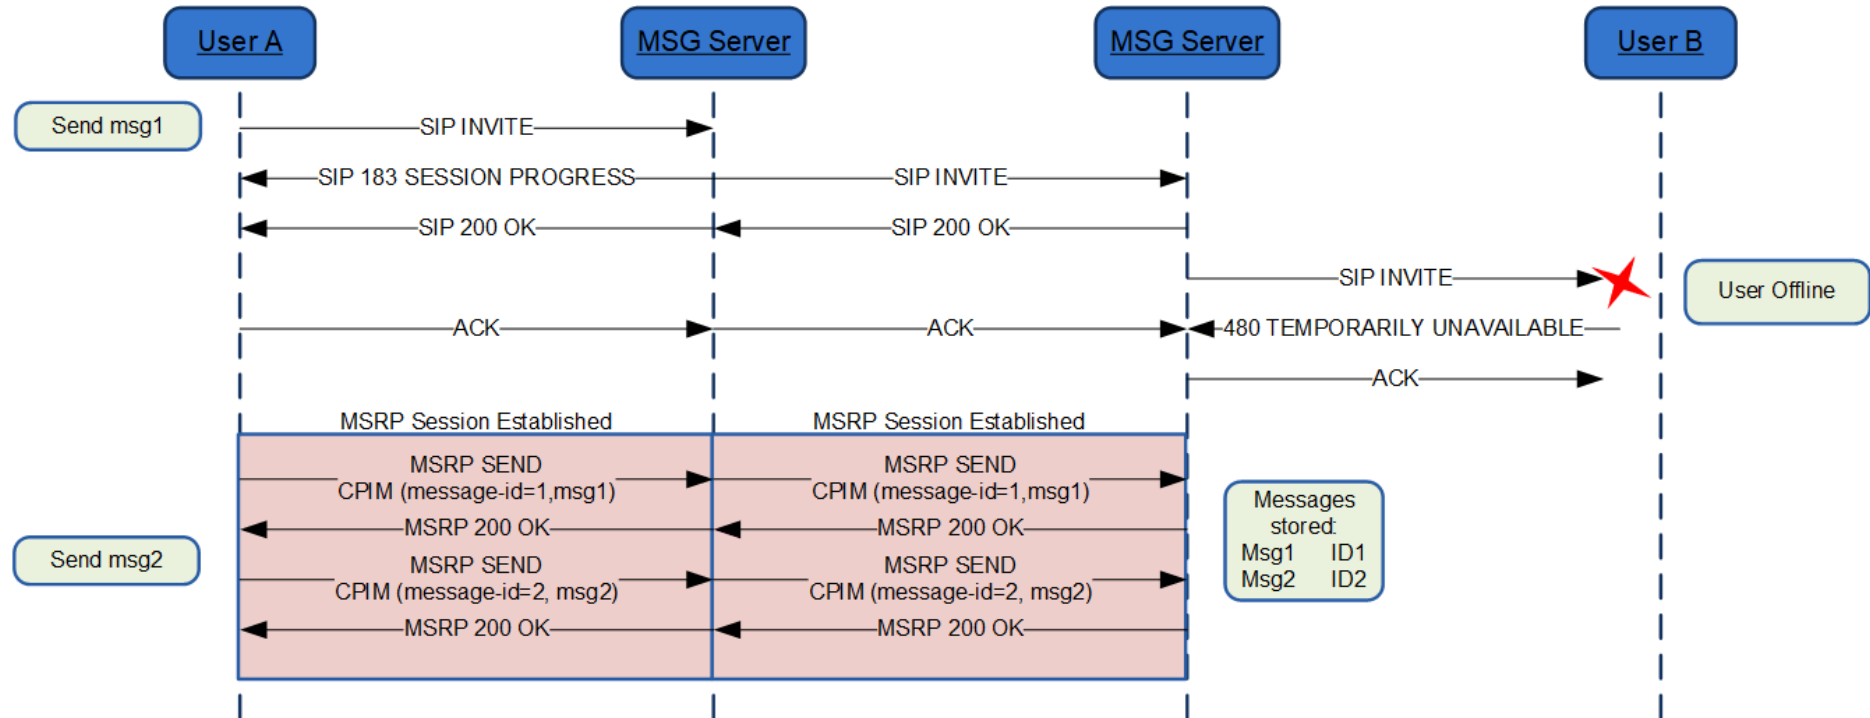 User A
MSG Server
MSG Server
User B
Send msg1
SIP INVITE
SIP 183 SESSION PROGRESS
SIP INVITE
SIP 200 OK
SIP 200 OK
SIP INVITE
User Offline
ACK
ACK
480 TEMPORARILY UNAVAILABLE
ACK
MSRP Session Established
MSRP Session Established
MSRP SEND
CPIM (message-id=1,msg1)
MSRP SEND
CPIM (message-id=1,msg1)
MSRP 200 OK
MSRP 200 OK
Messages
stored:
Msg1 ID1
Msg2 ID2
Send msg2
MSRP SEND
CPIM (message-id=2, msg2)
MSRP SEND
CPIM (message-id=2, msg2)
MSRP 200 OK
MSRP 200 OK